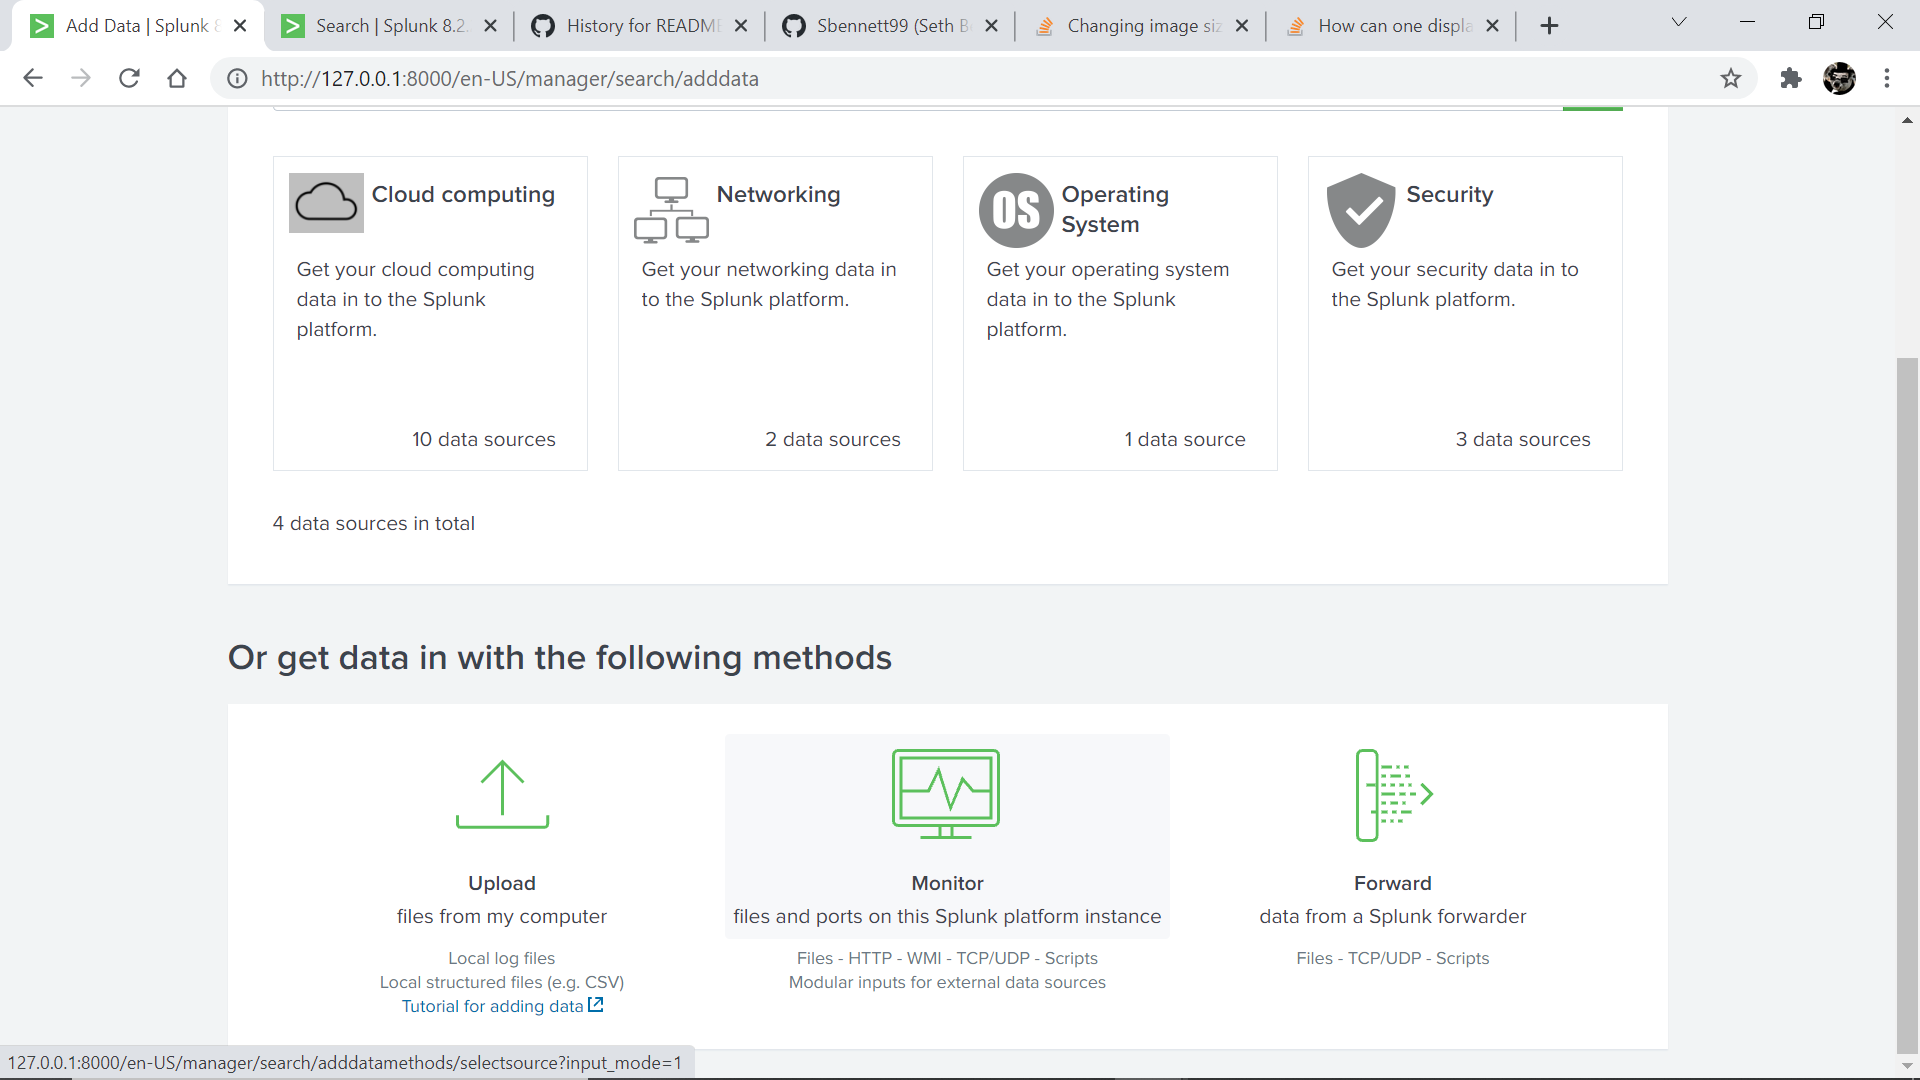 Add Data | Splunk 8
Search | Splunk 8.2.
History for README
Sbennett99 (Seth B
Changing image siz
How can one displa
http://127.0.0.1:8000/en-US/manager/search/adddata
Cloud computing
Get your cloud computing
data in to the Splunk
platform.
10 data sources
Networking
Get your networking data in
to the Splunk platform.
2 data sources
OS
Operating
System
Get your operating system
data in to the Splunk
platform.
1 data source
Security
Get your security data in to
the Splunk platform.
3 data sources
4 data sources in total
Or get data in with the following methods
Upload
files from my computer
Local log files
Local structured files (e.g. CSV)
Tutorial for adding data
Monitor
files and ports on this Splunk platform instance
Files - HTTP - WMI - TCP/UDP - Scripts
Modular inputs for external data sources
Forward
data from a Splunk forwarder
Files - TCP/UDP - Scripts
127.0.0.1:8000/en-US/manager/search/adddatamethods/selectsource?input_mode=1